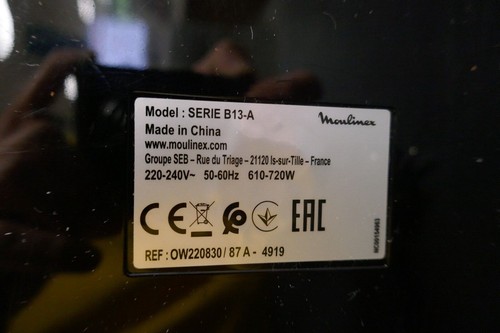 Model : SERIE B13-A
Moulinex
Made in China
www.moulinex.com
Groupe SEB – Rue du Triage - 21120 Is-sur-Tille – France
220-240V~ 50-60Hz 610-720W
CE
EAC
REF : OW220830 / 87 A - 4919